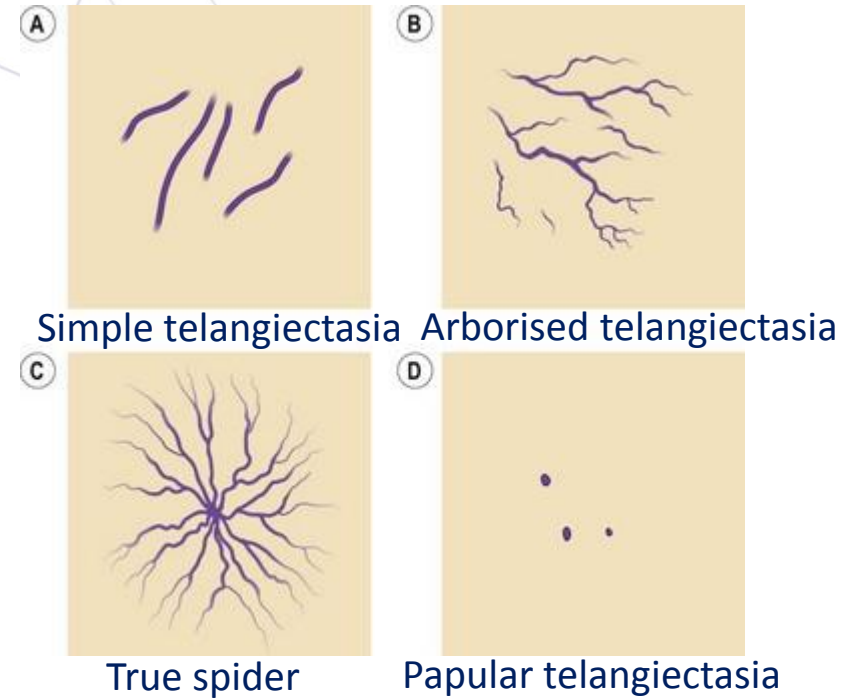 A
B
Simple telangiectasia
Arborised telangiectasia
C
D
True spider
Papular telangiectasia